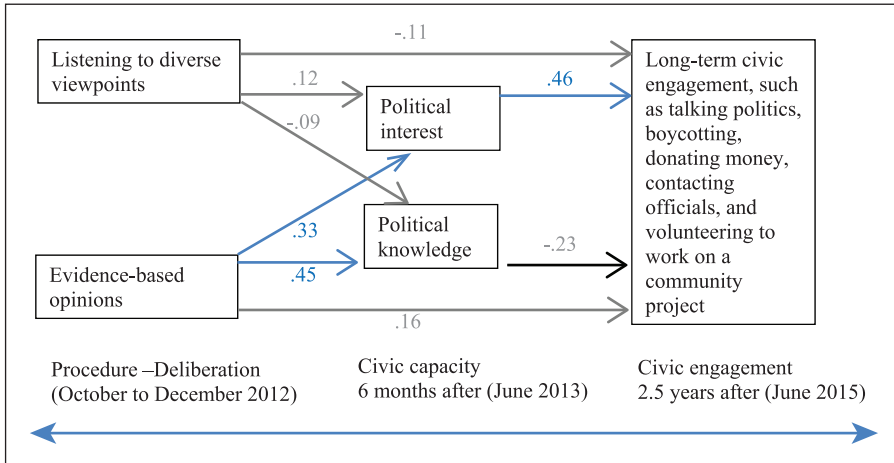 -.11
Listening to diverse
viewpoints
.12
-.09
Political
interest
.46
Long-term civic
engagement, such
as talking politics,
boycotting,
donating money,
contacting
officials, and
volunteering to
work on a
community
project
.33
Political
knowledge
-.23
Evidence-based
opinions
.45
.16
Procedure –Deliberation
(October to December 2012)
Civic capacity
6 months after (June 2013)
Civic engagement
2.5 years after (June 2015)